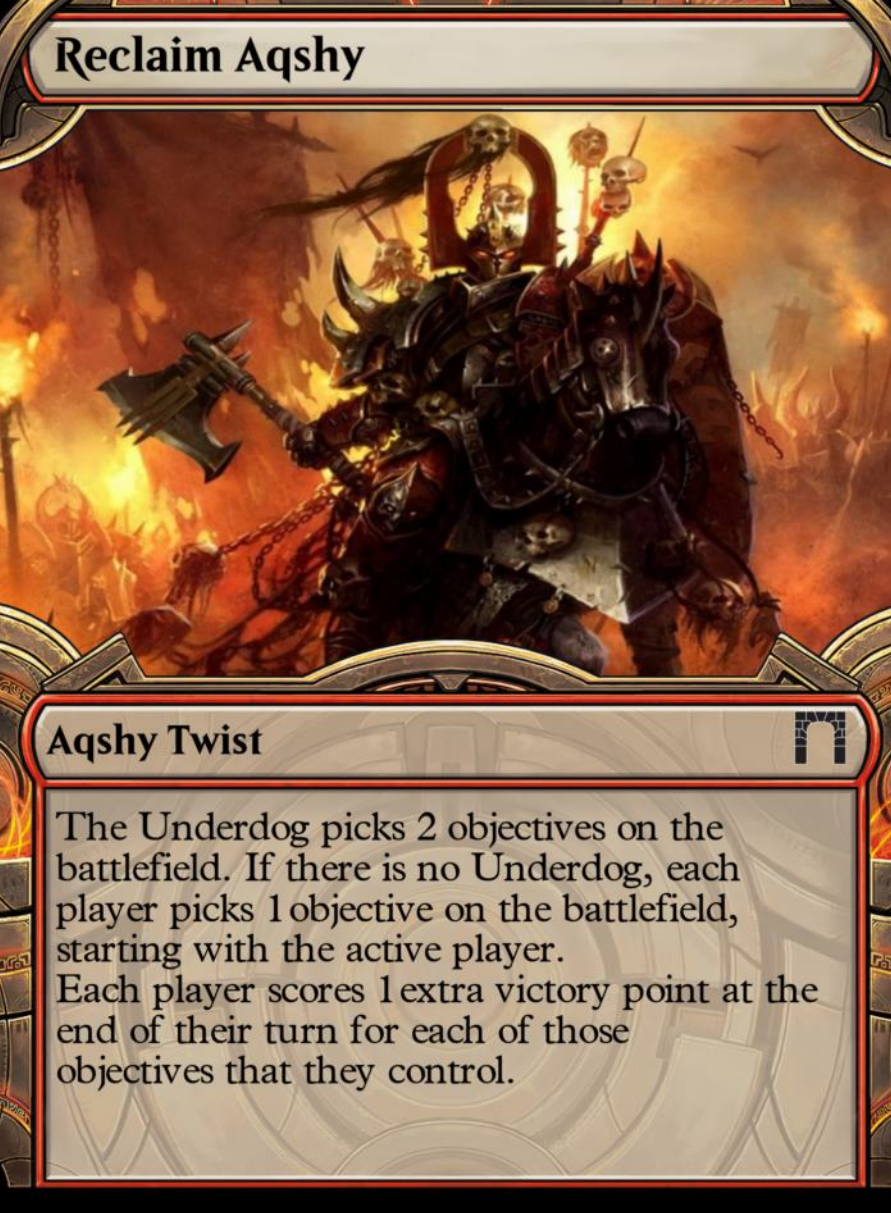 Reclaim Aqshy
Aqshy Twist
The Underdog picks 2 objectives on the
battlefield. If there is no Underdog, each
player picks 1 objective on the battlefield,
starting with the active player.
Each player scores 1 extra victory point at the
end of their turn for each of those
objectives that they control.